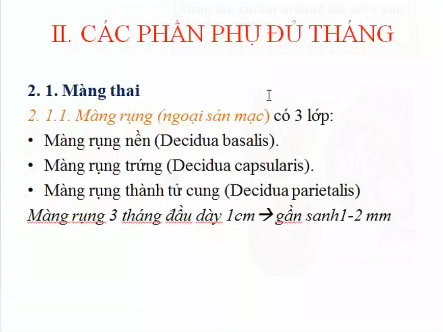 II. CÁC PHẦN PHỤ ĐỦ THÁNG
2. 1. Màng thai
2. 1.1. Màng rụng (ngoại sản mạc) có 3 lớp:
• Màng rụng nền (Decidua basalis).
• Màng rụng trứng (Decidua capsularis).
• Màng rụng thành tử cung (Decidua parietalis)
Màng rụng 3 tháng đầu dày 1cm → gần sanh1-2 mm